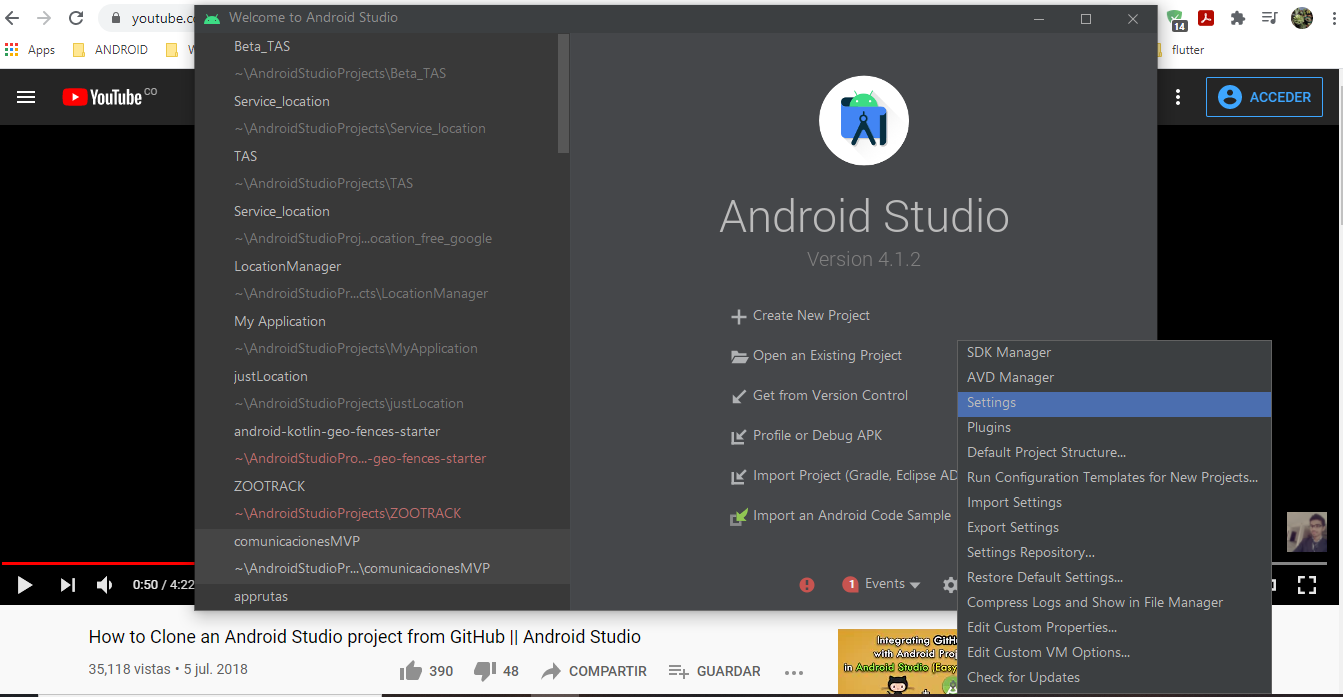 youtube.c
Welcome to Android Studio
14
Apps
ANDROID
flutter
YouTube CO
ACCEDER
Beta_TAS
~\AndroidStudioProjects\Beta_TAS
Service_location
~\AndroidStudioProjects\Service_location
TAS
~\AndroidStudioProjects\TAS
Service_location
~\AndroidStudioProj...ocation_free_google
LocationManager
~\AndroidStudioPr...cts\LocationManager
My Application
~\AndroidStudioProjects\MyApplication
justLocation
~\AndroidStudioProjects\justLocation
android-kotlin-geo-fences-starter
~\AndroidStudioPro...-geo-fences-starter
ZOOTRACK
~\AndroidStudioProjects\ZOOTRACK
comunicacionesMVP
~\AndroidStudioPr...\comunicacionesMVP
apprutas
Android Studio
Version 4.1.2
Create New Project
Open an Existing Project
Get from Version Control
Profile or Debug APK
Import Project (Gradle, Eclipse AD
Import an Android Code Sample
1 Events
SDK Manager
AVD Manager
Settings
Plugins
Default Project Structure...
Run Configuration Templates for New Projects...
Import Settings
Export Settings
Settings Repository...
Restore Default Settings...
Compress Logs and Show in File Manager
Edit Custom Properties...
Edit Custom VM Options...
Check for Updates
0:50 / 4:22
How to Clone an Android Studio project from GitHub || Android Studio
35,118 vistas • 5 jul. 2018
390
48
COMPARTIR
GUARDAR
Integrating GitH
with Android Proj
in Android Studio (Easy